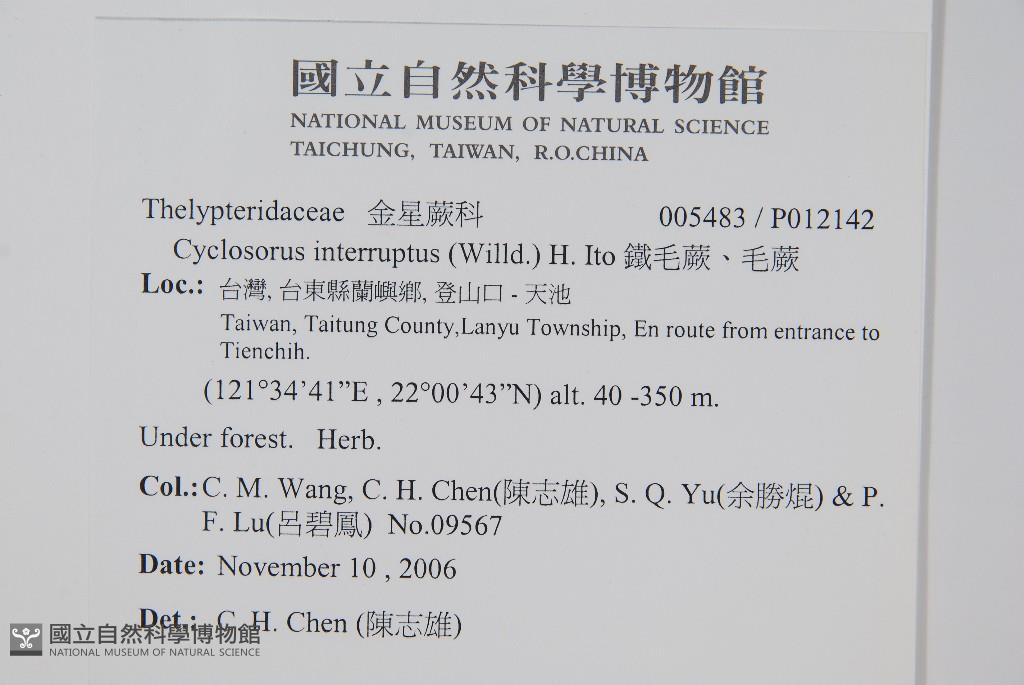 國立自然科學博物館
NATIONAL MUSEUM OF NATURAL SCIENCE
TAICHUNG, TAIWAN, R.O.CHINA
Thelypteridaceae 金星蕨科 005483 / P012142
Cyclosorus interruptus (Willd.) H. Ito 鐵毛蕨、毛蕨
Loc.: 台灣, 台東縣蘭嶼鄉, 登山口 - 天池
Taiwan, Taitung County,Lanyu Township, En route from entrance to
Tienchih.
(121°34’41”E , 22°00’43”N) alt. 40 -350 m.
Under forest. Herb.
Col.: C. M. Wang, C. H. Chen(陳志雄), S. Q. Yu(余勝焜) & P.
F. Lu(呂碧鳳) No.09567
Date: November 10 , 2006
Det.: C. H. Chen (陳志雄)
國立自然科學博物館
NATIONAL MUSEUM OF NATURAL SCIENCE